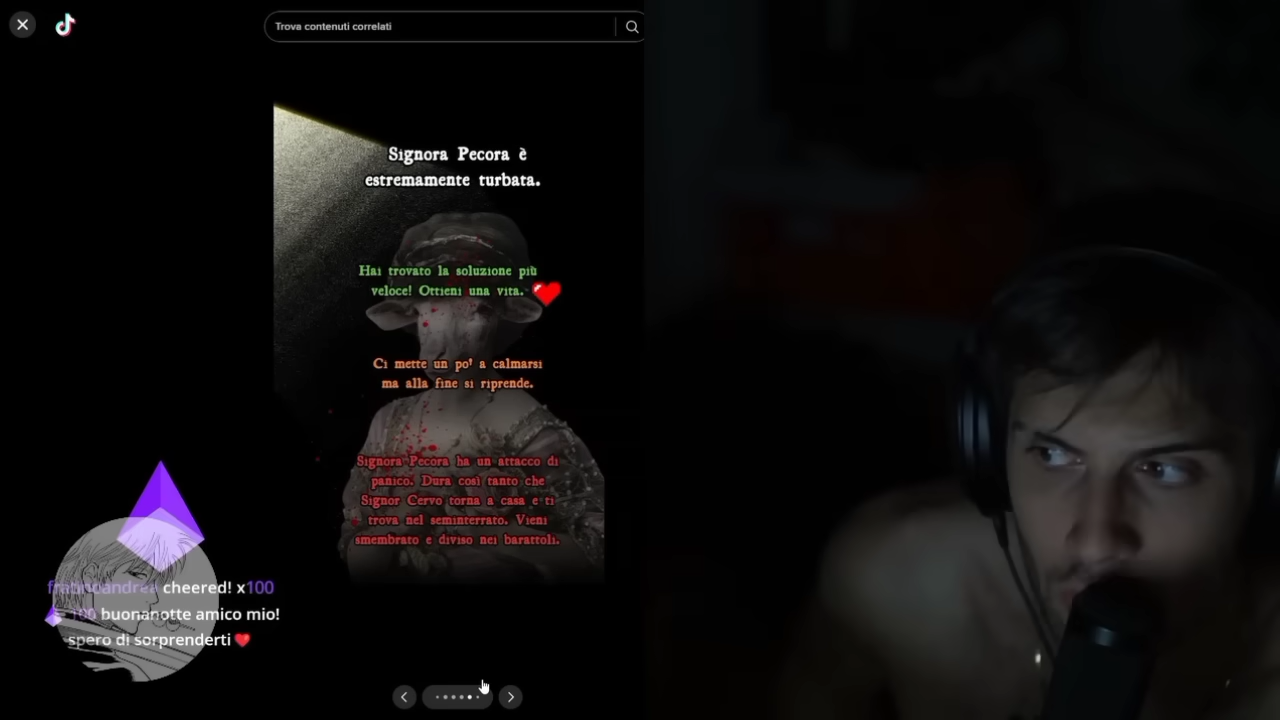 Trova contenuti correlati
Signora Pecora è
estremamente turbata.
Hai trovato la soluzione più
veloce! Ottieni una vita.
Ci mette un po' a calmarsi
ma alla fine si riprende.
Signora Pecora ha un attacco di
panico. Dura così tanto che
Signor Cervo torna a casa e ti
trova nel seminterrato. Vieni
smembrato e diviso nei barattoli.
cheered! x100
100 buonanotte amico mio!
spero di sorprenderti